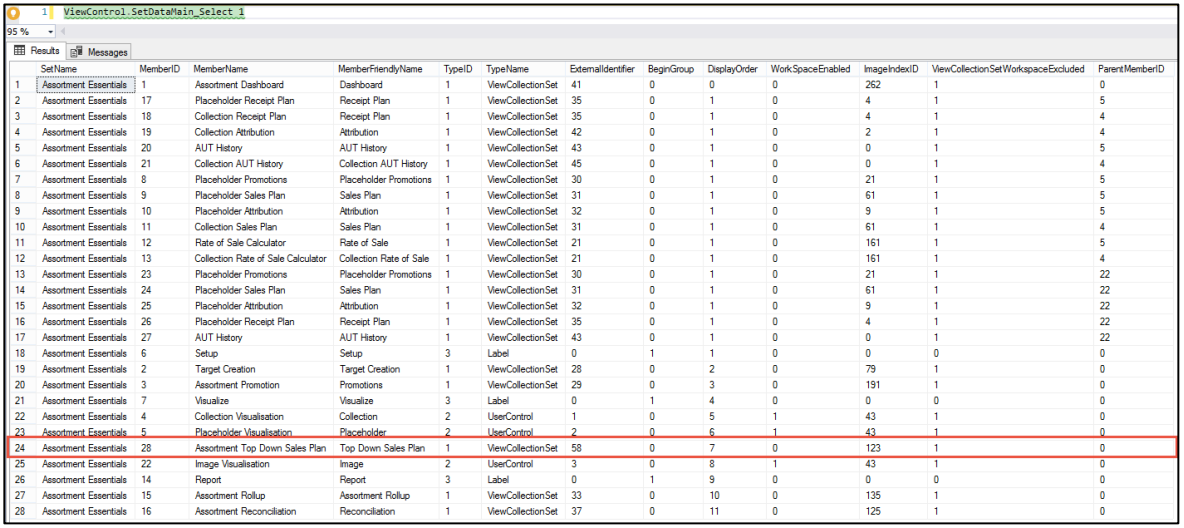 1 ViewControl.SetDataMain_Select 1
95 %
Results Messages
SetName MemberID MemberName MemberFriendlyName TypeID TypeName ExternalIdentifier BeginGroup DisplayOrder WorkSpaceEnabled ImageIndexID ViewCollectionSetWorkspaceExcluded ParentMemberID
1 Assortment Essentials 1 Assortment Dashboard Dashboard 1 ViewCollectionSet 41 0 0 0 262 1 0
2 Assortment Essentials 17 Placeholder Receipt Plan Receipt Plan 1 ViewCollectionSet 35 0 1 0 4 1 5
3 Assortment Essentials 18 Collection Receipt Plan Receipt Plan 1 ViewCollectionSet 35 0 1 0 4 1 4
4 Assortment Essentials 19 Collection Attribution Attribution 1 ViewCollectionSet 42 0 1 0 2 1 4
5 Assortment Essentials 20 AUT History AUT History 1 ViewCollectionSet 43 0 1 0 0 1 5
6 Assortment Essentials 21 Collection AUT History Collection AUT History 1 ViewCollectionSet 45 0 1 0 0 1 4
7 Assortment Essentials 8 Placeholder Promotions Placeholder Promotions 1 ViewCollectionSet 30 0 1 0 21 1 5
8 Assortment Essentials 9 Placeholder Sales Plan Sales Plan 1 ViewCollectionSet 31 0 1 0 61 1 5
9 Assortment Essentials 10 Placeholder Attribution Attribution 1 ViewCollectionSet 32 0 1 0 9 1 5
10 Assortment Essentials 11 Collection Sales Plan Sales Plan 1 ViewCollectionSet 31 0 1 0 61 1 4
11 Assortment Essentials 12 Rate of Sale Calculator Rate of Sale 1 ViewCollectionSet 21 0 1 0 161 1 5
12 Assortment Essentials 13 Collection Rate of Sale Calculator Collection Rate of Sale 1 ViewCollectionSet 21 0 1 0 161 1 4
13 Assortment Essentials 23 Placeholder Promotions Placeholder Promotions 1 ViewCollectionSet 30 0 1 0 21 1 22
14 Assortment Essentials 24 Placeholder Sales Plan Sales Plan 1 ViewCollectionSet 31 0 1 0 61 1 22
15 Assortment Essentials 25 Placeholder Attribution Attribution 1 ViewCollectionSet 32 0 1 0 9 1 22
16 Assortment Essentials 26 Placeholder Receipt Plan Receipt Plan 1 ViewCollectionSet 35 0 1 0 4 1 22
17 Assortment Essentials 27 AUT History AUT History 1 ViewCollectionSet 43 0 1 0 0 1 22
18 Assortment Essentials 6 Setup Setup 3 Label 0 1 1 0 0 0 0
19 Assortment Essentials 2 Target Creation Target Creation 1 ViewCollectionSet 28 0 2 0 79 1 0
20 Assortment Essentials 3 Assortment Promotion Promotions 1 ViewCollectionSet 29 0 3 0 191 1 0
21 Assortment Essentials 7 Visualize Visualize 3 Label 0 1 4 0 0 0 0
22 Assortment Essentials 4 Collection Visualisation Collection 2 UserControl 1 0 5 1 43 1 0
23 Assortment Essentials 5 Placeholder Visualisation Placeholder 2 UserControl 2 0 6 1 43 1 0
24 Assortment Essentials 28 Assortment Top Down Sales Plan Top Down Sales Plan 1 ViewCollectionSet 58 0 7 0 123 1 0
25 Assortment Essentials 22 Image Visualisation Image 2 UserControl 3 0 8 1 43 1 0
26 Assortment Essentials 14 Report Report 3 Label 0 1 9 0 0 0 0
27 Assortment Essentials 15 Assortment Rollup Assortment Rollup 1 ViewCollectionSet 33 0 10 0 135 1 0
28 Assortment Essentials 16 Assortment Reconciliation Reconciliation 1 ViewCollectionSet 37 0 11 0 125 1 0